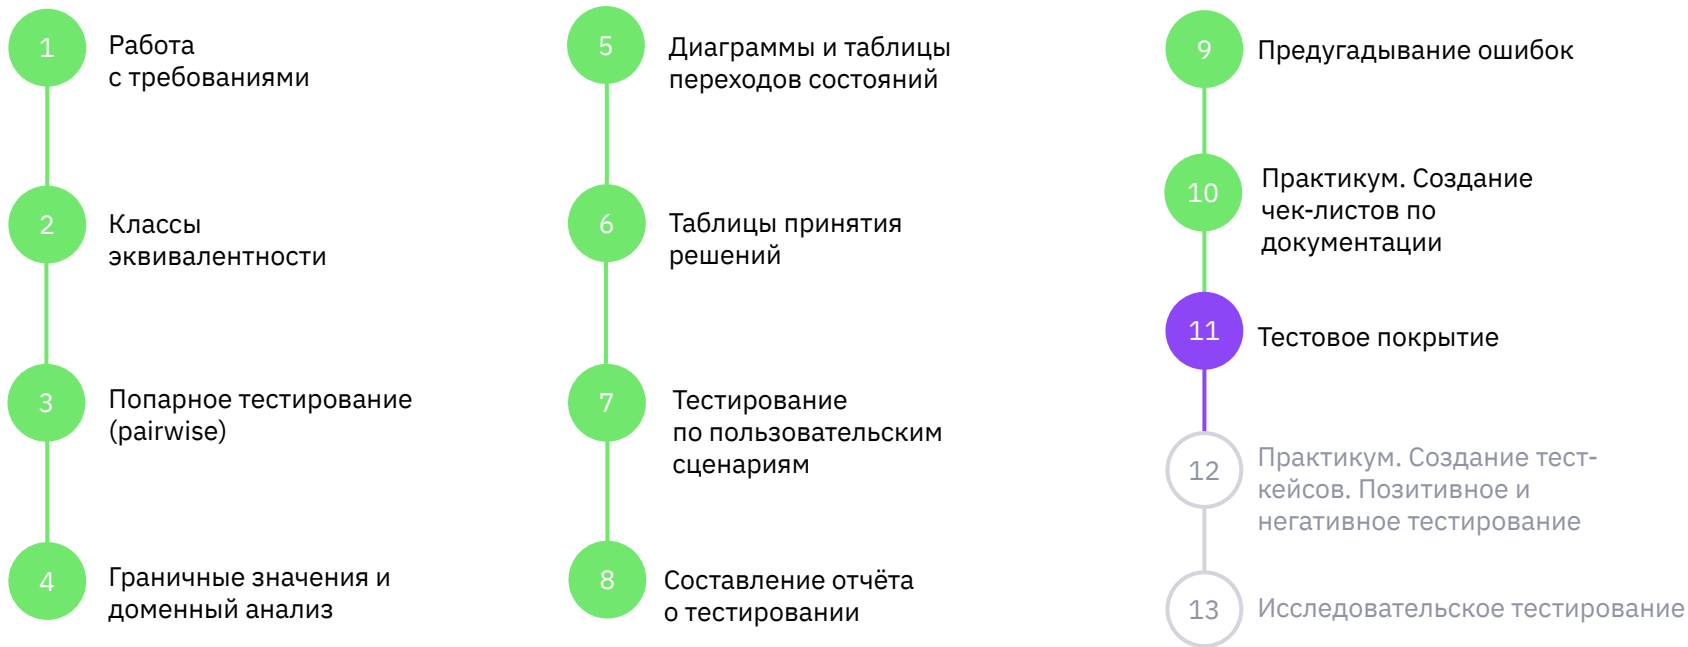 1
Работа
с требованиями
2
Классы
эквивалентности
3
Попарное тестирование
(pairwise)
4
Граничные значения и
доменный анализ
5
Диаграммы и таблицы
переходов состояний
6
Таблицы принятия
решений
7
Тестирование
по пользовательским
сценариям
8
Составление отчёта
о тестировании
9
Предугадывание ошибок
10
Практикум. Создание
чек-листов по
документации
11
Тестовое покрытие
12
Практикум. Создание тест-
кейсов. Позитивное и
негативное тестирование
13
Исследовательское тестирование